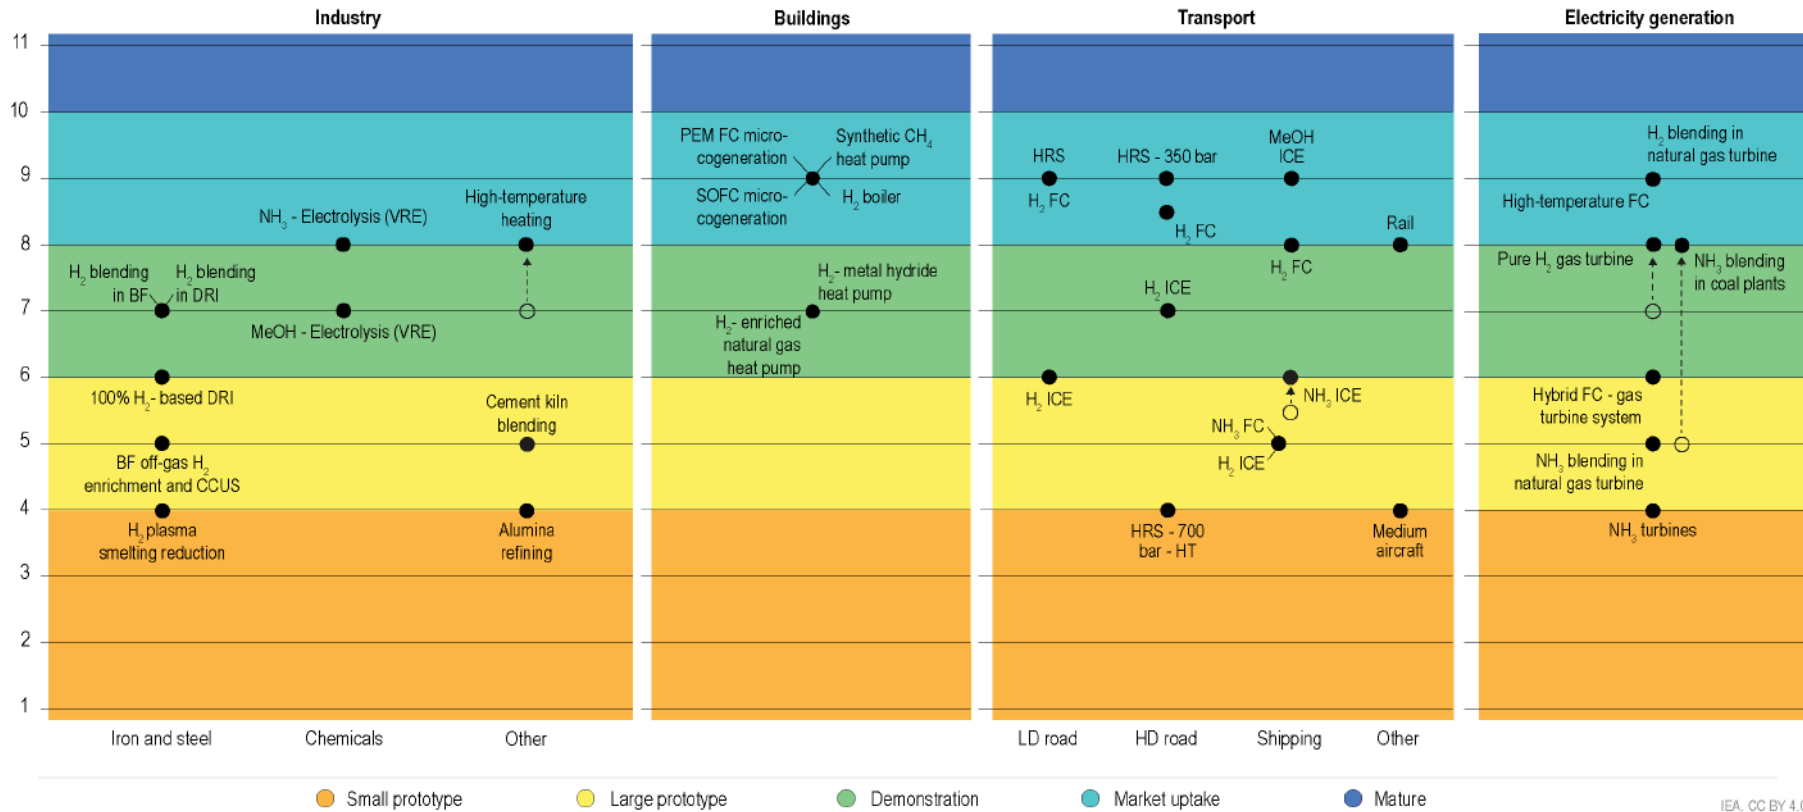 Industry
Buildings
Transport
Electricity generation
11
10
9
8
7
6
5
4
3
2
1
H₂ blending
in BF
H₂ blending
in DRI
100% H₂- based DRI
BF off-gas H₂
enrichment and CCUS
H₂ plasma
smelting reduction
NH₃ - Electrolysis (VRE)
MeOH - Electrolysis (VRE)
High-temperature
heating
Cement kiln
blending
Alumina
refining
PEM FC micro-
cogeneration
Synthetic CH₄
heat pump
SOFC micro-
cogeneration
H₂ boiler
H₂- metal hydride
heat pump
H₂- enriched
natural gas
heat pump
HRS
H₂ FC
H₂ ICE
HRS - 350 bar
H₂ FC
H₂ ICE
HRS - 700
bar - HT
MeOH
ICE
H₂ FC
NH₃ ICE
NH₃ FC
H₂ ICE
Rail
Medium
aircraft
H₂ blending in
natural gas turbine
High-temperature FC
Pure H₂ gas turbine
NH₃ blending
in coal plants
Hybrid FC - gas
turbine system
NH₃ blending in
natural gas turbine
NH₃ turbines
Iron and steel
Chemicals
Other
LD road
HD road
Shipping
Other
Small prototype
Large prototype
Demonstration
Market uptake
Mature
IEA. CC BY 4.0